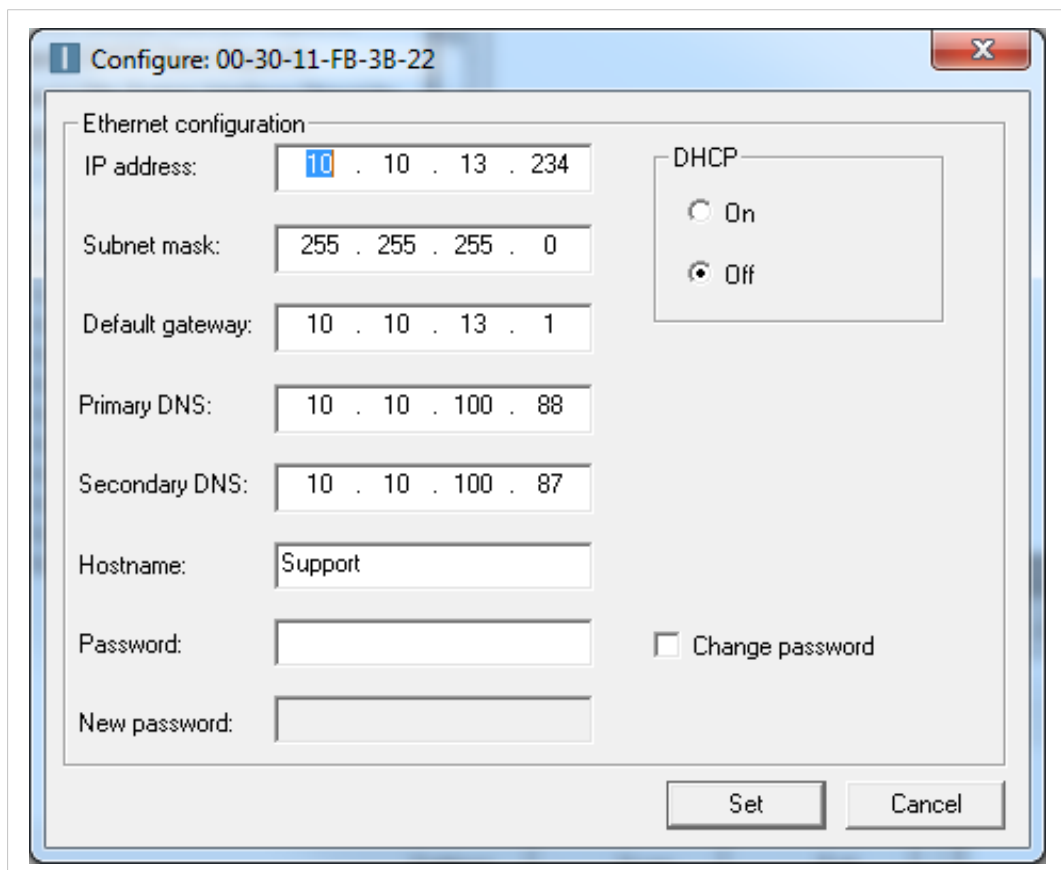 Configure: 00-30-11-FB-3B-22
Ethernet configuration
IP address: 10 . 10 . 13 . 234
DHCP
On
Subnet mask: 255 . 255 . 255 . 0
Off
Default gateway: 10 . 10 . 13 . 1
Primary DNS: 10 . 10 . 100 . 88
Secondary DNS: 10 . 10 . 100 . 87
Hostname: Support
Password:
Change password
New password:
Set
Cancel